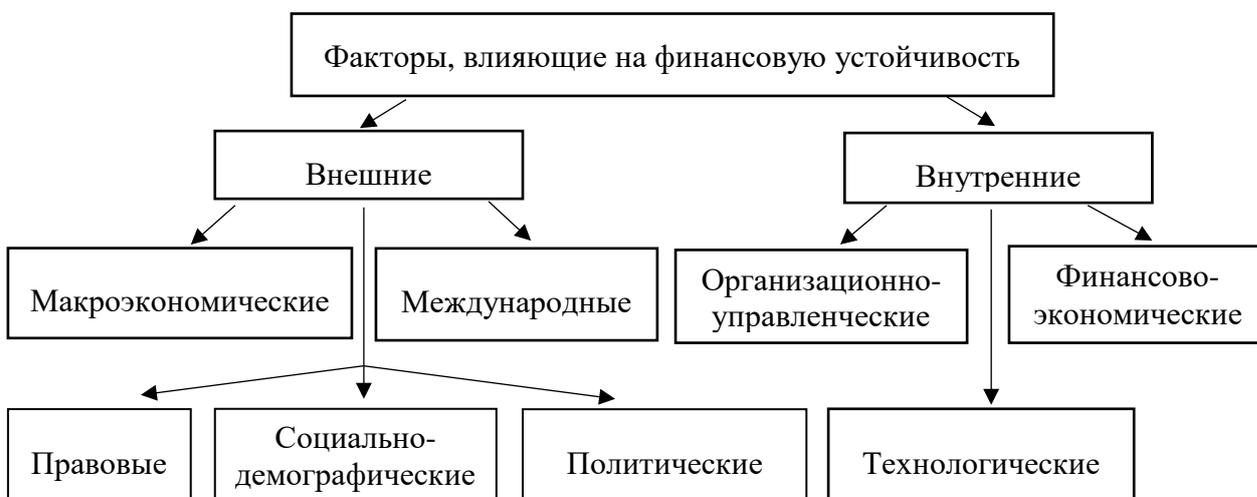 Факторы, влияющие на финансовую устойчивость
Внешние
Внутренние
Макроэкономические
Международные
Организационно-
управленческие
Финансово-
экономические
Правовые
Социально-
демографические
Политические
Технологические